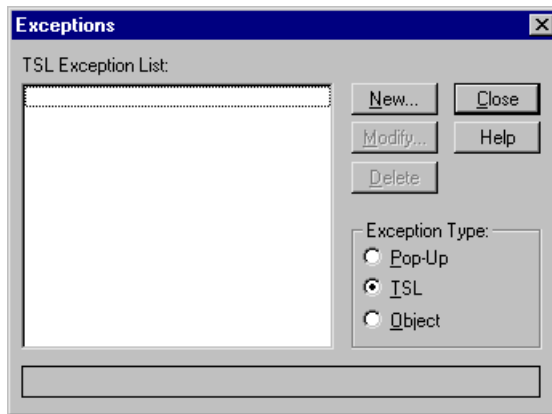 Exceptions
TSL Exception List:
New...
Close
Modify...
Help
Delete
Exception Type:
Pop-Up
TSL
Object